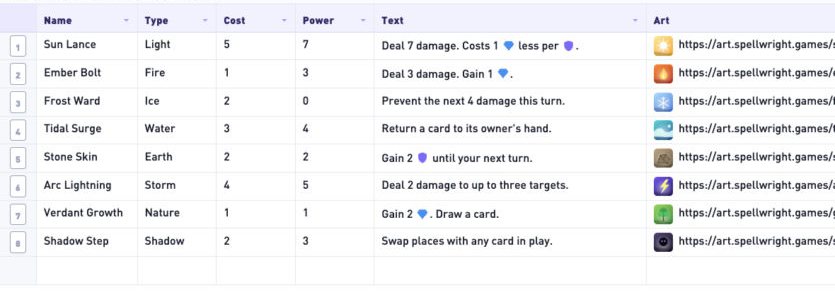 Name Type Cost Power Text Art
1 Sun Lance Light 5 7 Deal 7 damage. Costs 1 less per . https://art.spellwright.games/
2 Ember Bolt Fire 1 3 Deal 3 damage. Gain 1 . https://art.spellwright.games/
3 Frost Ward Ice 2 0 Prevent the next 4 damage this turn. https://art.spellwright.games/
4 Tidal Surge Water 3 4 Return a card to its owner's hand. https://art.spellwright.games/
5 Stone Skin Earth 2 2 Gain 2 until your next turn. https://art.spellwright.games/
6 Arc Lightning Storm 4 5 Deal 2 damage to up to three targets. https://art.spellwright.games/
7 Verdant Growth Nature 1 1 Gain 2 . Draw a card. https://art.spellwright.games/
8 Shadow Step Shadow 2 3 Swap places with any card in play. https://art.spellwright.games/